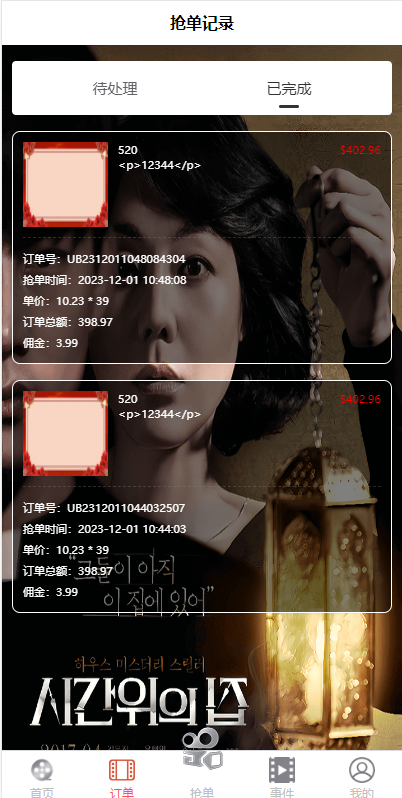 抢单记录
待处理
已完成
520
$402.96
<p>12344</p>
订单号：UB2312011048084304
抢单时间：2023-12-01 10:48:08
单价：10.23 * 39
订单总额：398.97
佣金：3.99
520
$402.96
<p>12344</p>
订单号：UB2312011044032507
抢单时间：2023-12-01 10:44:03
单价：10.23 * 39
订单总额：398.97
佣金：3.99
“그들이 아직
이 집에 있어”
하우스 미스터리 스릴러
시간위의 집
2017.04
首页
订单
抢单
事件
我的